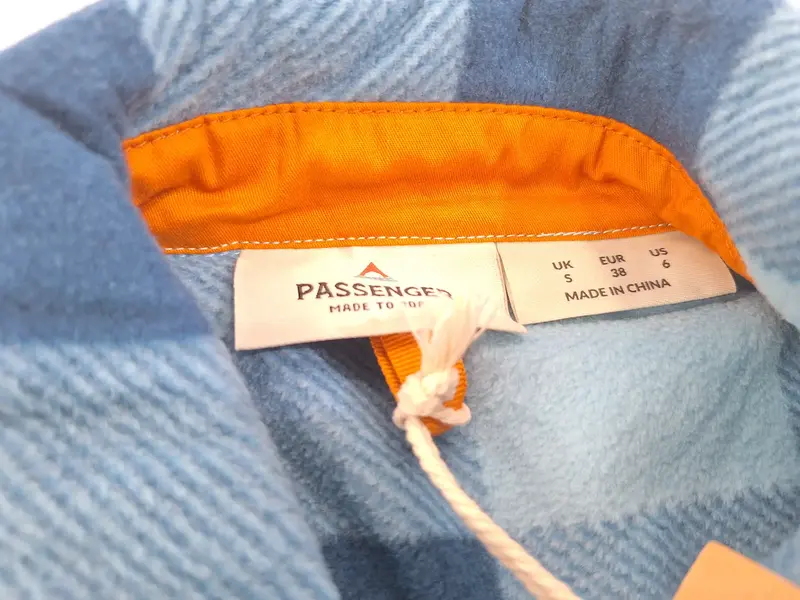 PASSENGER
MADE TO
UK EUR US
S 38 6
MADE IN CHINA